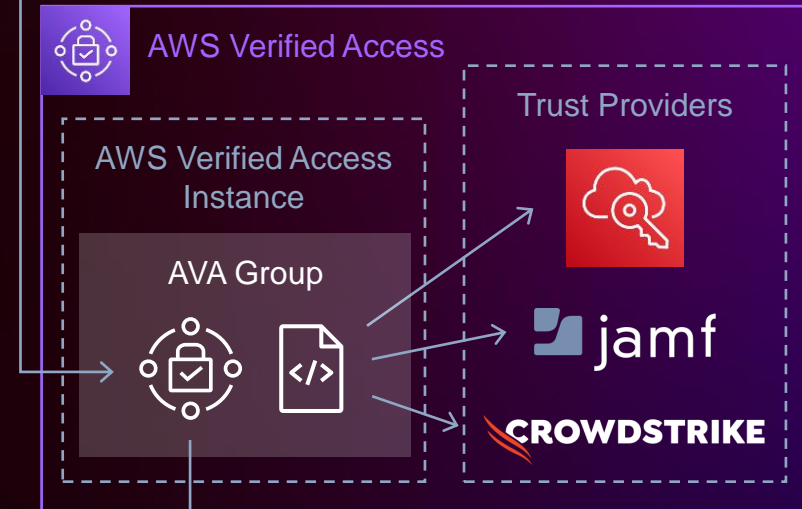 AWS Verified Access
AWS Verified Access
Instance
AVA Group
</>
Trust Providers
jamf
CROWDSTRIKE